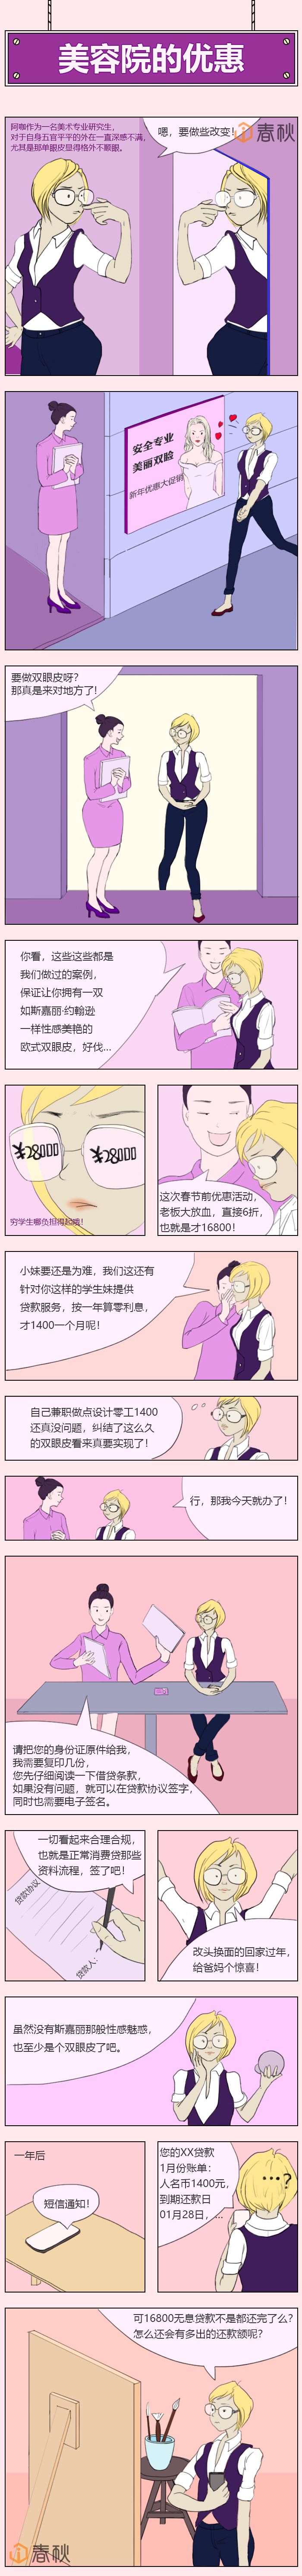 美容院的优惠
阿咖作为一名美术专业研究生,
对于自身五官平平的外在一直深感不满,
尤其是那单眼皮显得格外不顺眼。
嗯, 要做些改变!
春秋
安全专业
美丽双睑
新年优惠大促销
要做双眼皮呀?
那真是来对地方了!
你看, 这些这些都是
我们做过的案例,
保证让你拥有一双
如斯嘉丽·约翰逊
一样性感美艳的
欧式双眼皮, 好伐...
¥28000
¥28000
穷学生哪负担得起哦!
这次春节前优惠活动,
老板大放血, 直接6折,
也就是才16800!
小妹要还是为难, 我们这还有
针对你这样的学生妹提供
贷款服务, 按一年算零利息,
才1400一个月呢!
自己兼职做点设计零工1400
还真没问题, 纠结了这么久
的双眼皮看来真要实现了!
行, 那我今天就办了!
请把您的身份证原件给我,
我需要复印几份,
您先仔细阅读一下借贷条款,
如果没有问题, 就可以在贷款协议签字,
同时也需要电子签名。
一切看起来合理合规,
也就是正常消费贷那些
资料流程, 签了吧!
贷款协议
贷款人:
改头换面的回家过年,
给爸妈个惊喜!
虽然没有斯嘉丽那般性感魅惑,
也至少是个双眼皮了吧。
一年后
短信通知!
您的XX贷款
1月份账单:
人名币1400元,
到期还款日
01月28日, ...
...?
可16800无息贷款不是都还完了么?
怎么还会有多出的还款额呢?
春秋